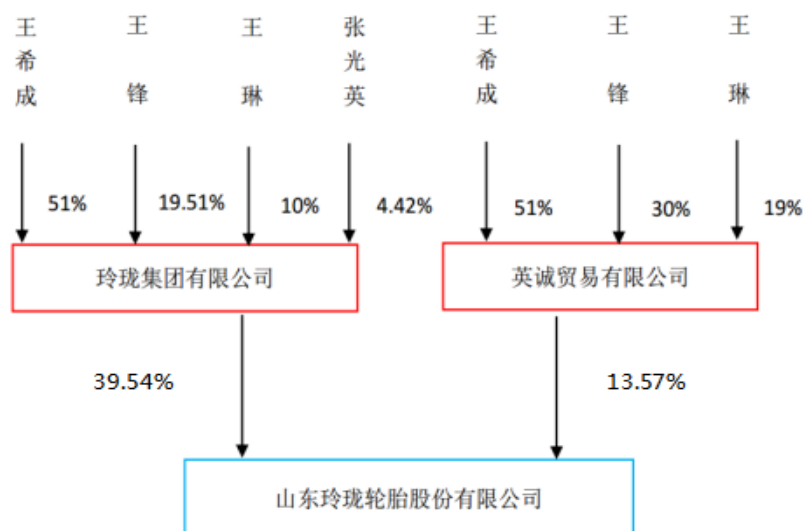 王希成
王锋
王琳
张光英
王希成
王锋
王琳
51%
19.51%
10%
4.42%
51%
30%
19%
玲珑集团有限公司
英诚贸易有限公司
39.54%
13.57%
山东玲珑轮胎股份有限公司